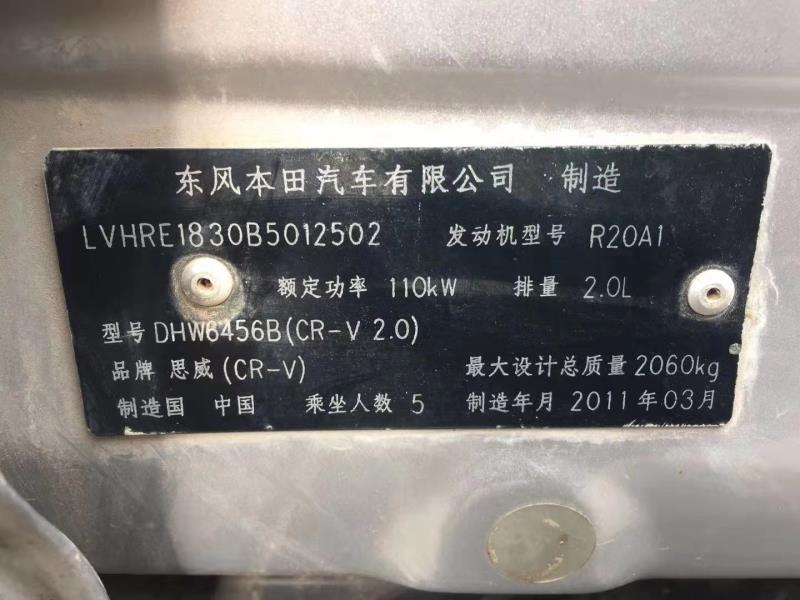 东风本田汽车有限公司 制造
LVHRE1830B5012502 发动机型号 R20A1
额定功率 110kW 排量 2.0L
型号 DHW6456B(CR-V 2.0)
品牌 思威(CR-V) 最大设计总质量 2060kg
制造国 中国 乘坐人数 5 制造年月 2011年03月